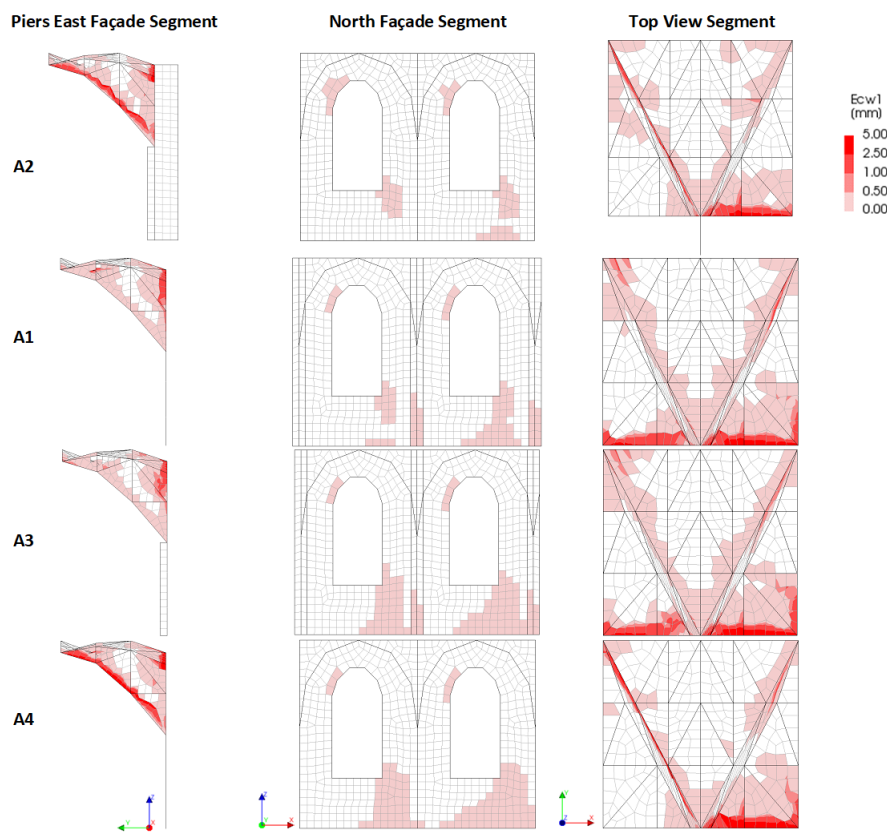 Piers East Façade Segment North Façade Segment Top View Segment
Ecw1
(mm)
5.00
2.50
1.00
0.50
0.00
A2
A1
A3
A4
Z
Y X
Z
Y X
Y
Z X